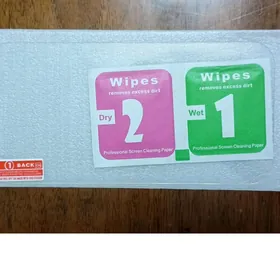 Wipes
removes excess dirt
Dry
2
Professional Screen Cleaning Paper
Wipes
removes excess dirt
Wet
1
Professional Screen Cleaning Paper
1 BACK